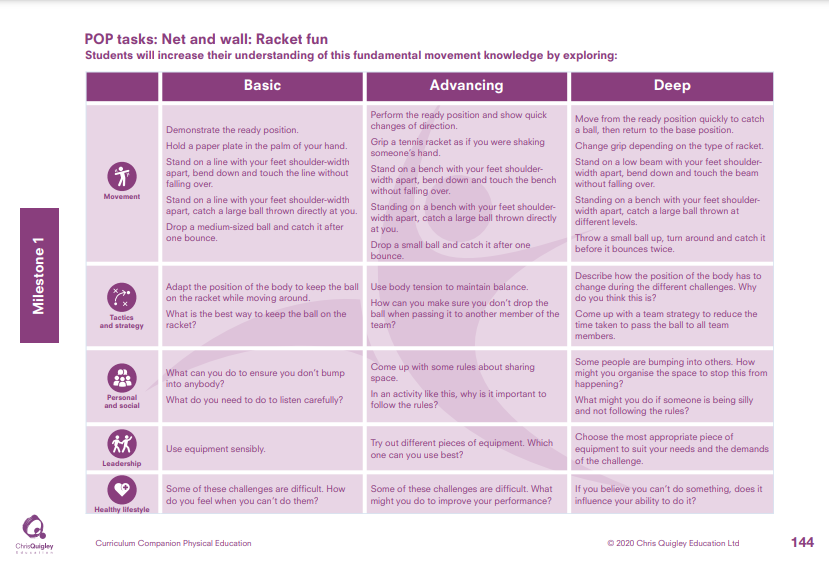 POP tasks: Net and wall: Racket fun
Students will increase their understanding of this fundamental movement knowledge by exploring:
Basic
Advancing
Deep
Milestone 1
Movement
Demonstrate the ready position.
Hold a paper plate in the palm of your hand.
Stand on a line with your feet shoulder-width
apart, bend down and touch the line without
falling over.
Stand on a line with your feet shoulder-width
apart, catch a large ball thrown directly at you.
Drop a medium-sized ball and catch it after
one bounce.
Perform the ready position and show quick
changes of direction.
Grip a tennis racket as if you were shaking
someone's hand.
Stand on a bench with your feet shoulder-
width apart, bend down and touch the bench
without falling over.
Standing on a bench with your feet shoulder-
width apart, catch a large ball thrown directly
at you.
Drop a small ball and catch it after one
bounce.
Move from the ready position quickly to catch
a ball, then return to the base position.
Change grip depending on the type of racket.
Stand on a low beam with your feet shoulder-
width apart, bend down and touch the beam
without falling over.
Standing on a bench with your feet shoulder-
width apart, catch a large ball thrown at
different levels.
Throw a small ball up, turn around and catch it
before it bounces twice.
Tactics
and strategy
Adapt the position of the body to keep the ball
on the racket while moving around.
What is the best way to keep the ball on the
racket?
Use body tension to maintain balance.
How can you make sure you don't drop the
ball when passing it to another member of the
team?
Describe how the position of the body has to
change during the different challenges. Why
do you think this is?
Come up with a team strategy to reduce the
time taken to pass the ball to all team
members.
Personal
and social
What can you do to ensure you don't bump
into anybody?
What do you need to do to listen carefully?
Come up with some rules about sharing
space.
In an activity like this, why is it important to
follow the rules?
Some people are bumping into others. How
might you organise the space to stop this from
happening?
What might you do if someone is being silly
and not following the rules?
Leadership
Use equipment sensibly.
Try out different pieces of equipment. Which
one can you use best?
Choose the most appropriate piece of
equipment to suit your needs and the demands
of the challenge.
Healthy lifestyle
Some of these challenges are difficult. How
do you feel when you can't do them?
Some of these challenges are difficult. What
might you do to improve your performance?
If you believe you can't do something, does it
influence your ability to do it?
ChrisQuigley
Education
Curriculum Companion Physical Education
© 2020 Chris Quigley Education Ltd
144